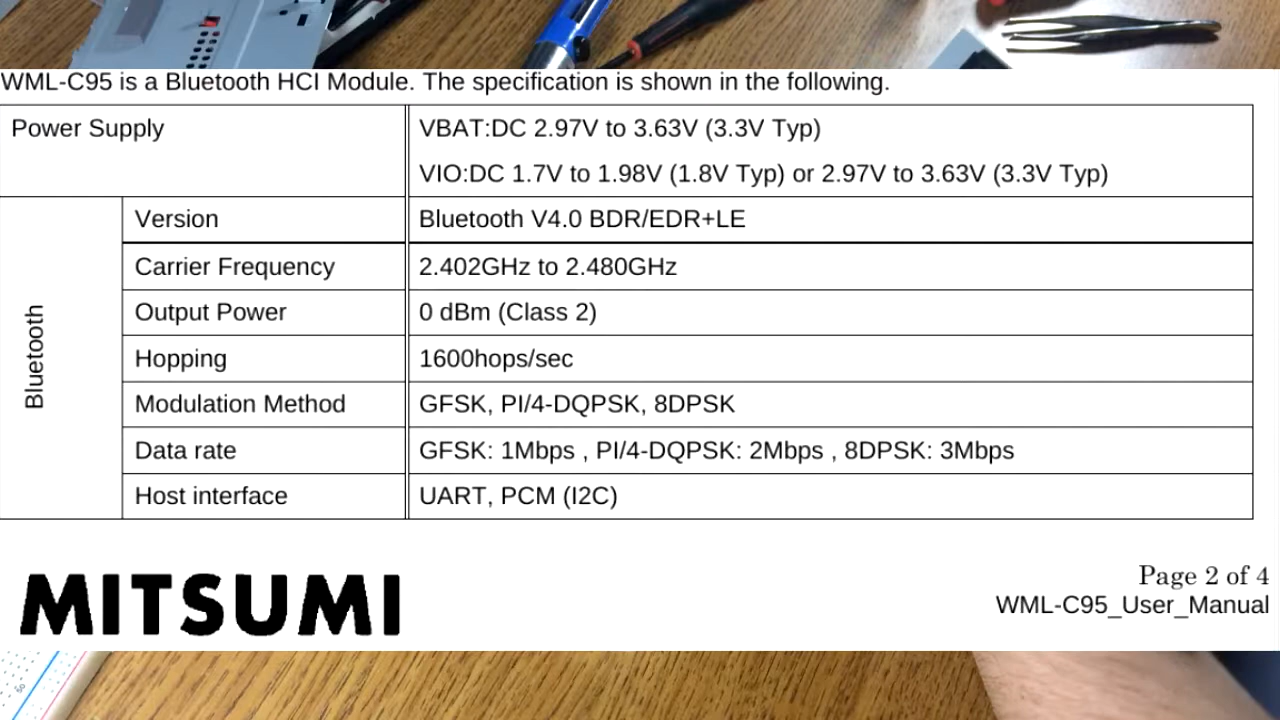 WML-C95 is a Bluetooth HCI Module. The specification is shown in the following.
Power Supply
VBAT:DC 2.97V to 3.63V (3.3V Typ)
VIO:DC 1.7V to 1.98V (1.8V Typ) or 2.97V to 3.63V (3.3V Typ)
Bluetooth
Version
Bluetooth V4.0 BDR/EDR+LE
Carrier Frequency
2.402GHz to 2.480GHz
Output Power
0 dBm (Class 2)
Hopping
1600hops/sec
Modulation Method
GFSK, PI/4-DQPSK, 8DPSK
Data rate
GFSK: 1Mbps , PI/4-DQPSK: 2Mbps , 8DPSK: 3Mbps
Host interface
UART, PCM (I2C)
MITSUMI
Page 2 of 4
WML-C95_User_Manual